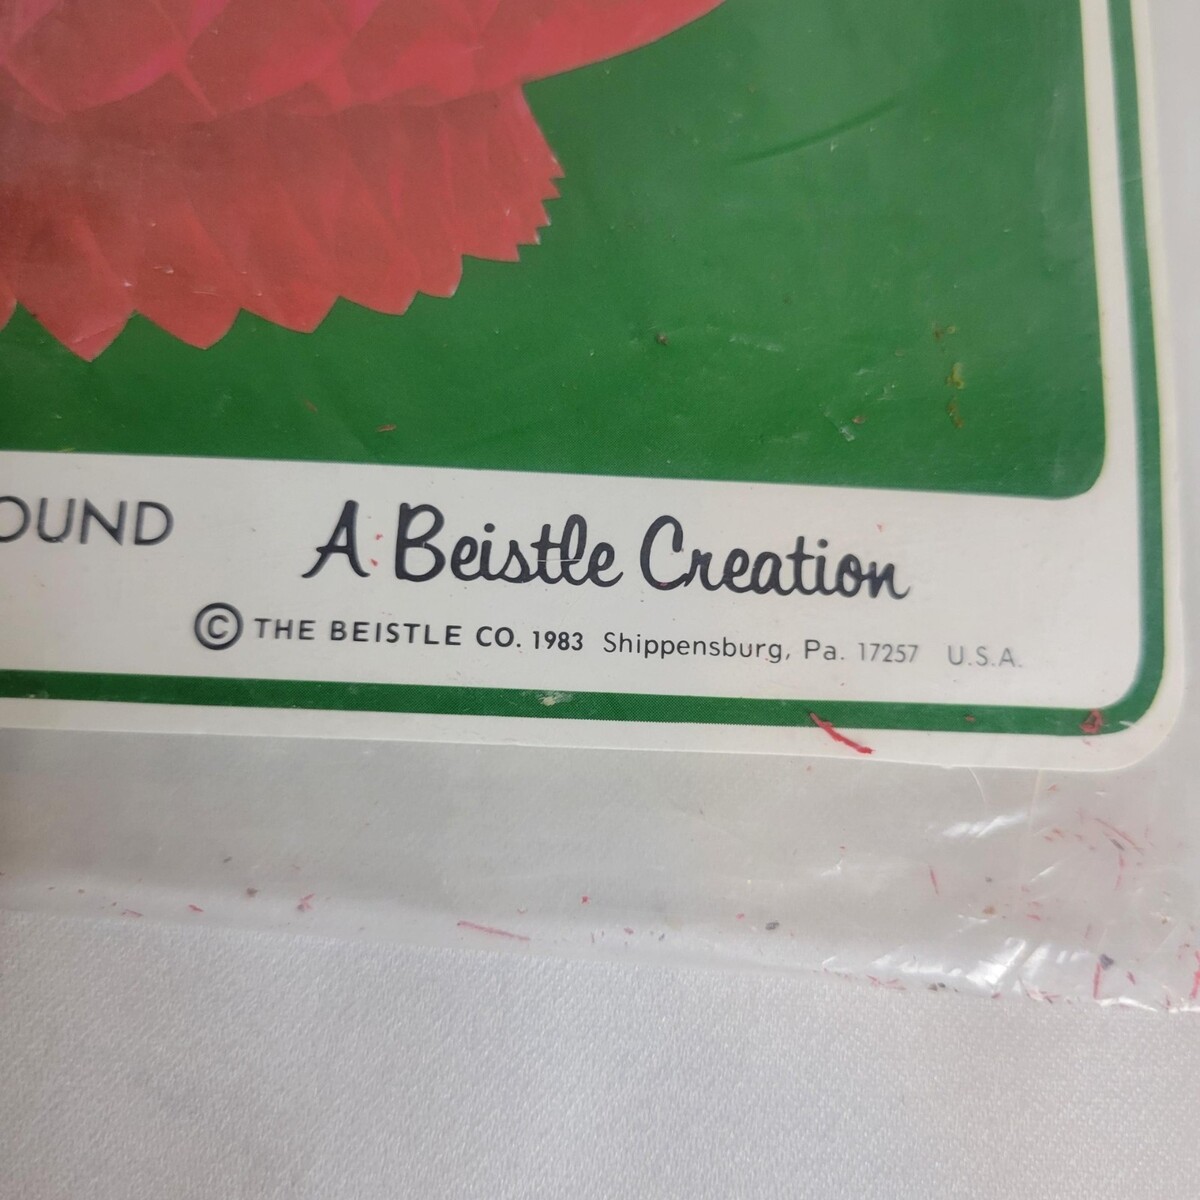 OUND
A Beistle Creation
© THE BEISTLE CO. 1983 Shippensburg, Pa. 17257 U.S.A.